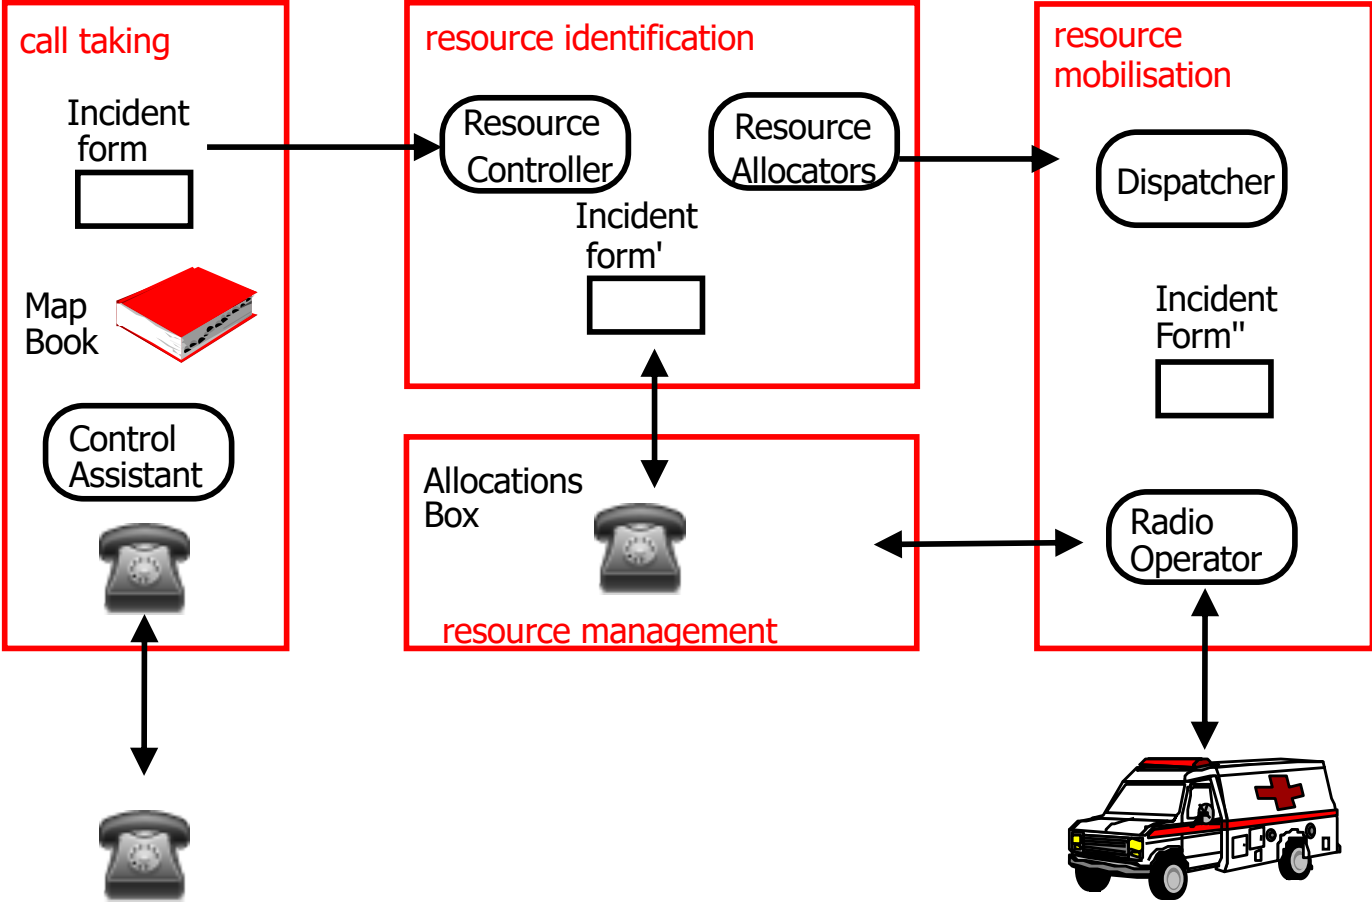 call taking
Incident
form
Map
Book
Control
Assistant
resource identification
Resource
Controller
Resource
Allocators
Incident
form'
Allocations
Box
resource management
resource
mobilisation
Dispatcher
Incident
Form"
Radio
Operator